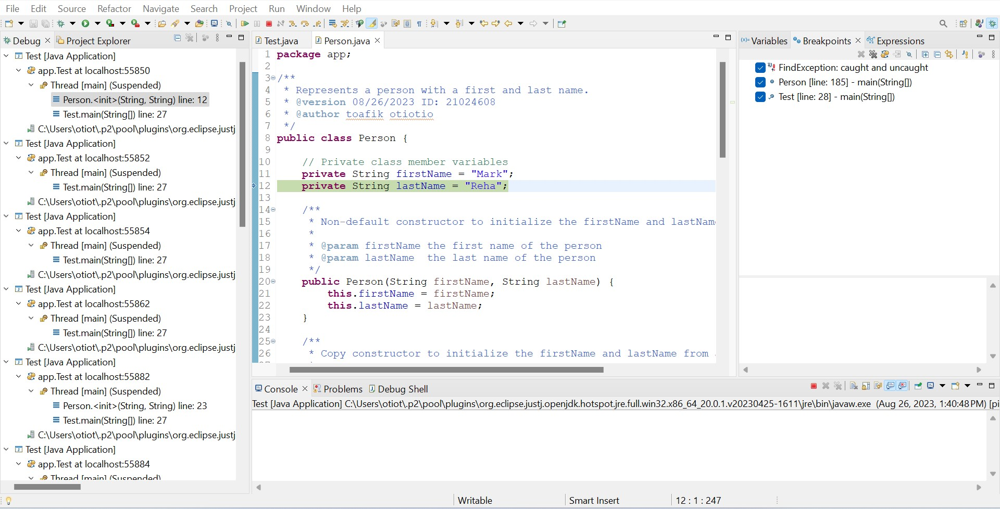 File Edit Source Refactor Navigate Search Project Run Window Help
Debug Project Explorer
Test [Java Application]
app.Test at localhost:55850
Thread [main] (Suspended)
Person.<init>(String, String) line: 12
Test.main(String[]) line: 27
C:\Users\otiot\.p2\pool\plugins\org.eclipse.justj
Test [Java Application]
app.Test at localhost:55852
Thread [main] (Suspended)
Test.main(String[]) line: 27
C:\Users\otiot\.p2\pool\plugins\org.eclipse.justj
Test [Java Application]
app.Test at localhost:55854
Thread [main] (Suspended)
Test.main(String[]) line: 27
C:\Users\otiot\.p2\pool\plugins\org.eclipse.justj
Test [Java Application]
app.Test at localhost:55862
Thread [main] (Suspended)
Test.main(String[]) line: 27
C:\Users\otiot\.p2\pool\plugins\org.eclipse.justj
Test [Java Application]
app.Test at localhost:55882
Thread [main] (Suspended)
Person.<init>(String, String) line: 23
Test.main(String[]) line: 27
C:\Users\otiot\.p2\pool\plugins\org.eclipse.justj
Test [Java Application]
app.Test at localhost:55884
Thread [main] (Suspended)
Test.java Person.java
1 package app;
2
3 /**
4 * Represents a person with a first and last name.
5 * @version 08/26/2023 ID: 21024608
6 * @author toafik otiotio
7 */
8 public class Person {
9
10 // Private class member variables
11 private String firstName = "Mark";
12 private String lastName = "Reha";
13
14 /**
15 * Non-default constructor to initialize the firstName and lastNam
16 *
17 * @param firstName the first name of the person
18 * @param lastName  the last name of the person
19 */
20 public Person(String firstName, String lastName) {
21 this.firstName = firstName;
22 this.lastName = lastName;
23 }
24
25 /**
26 * Copy constructor to initialize the firstName and lastName from
Variables Breakpoints Expressions
FindException: caught and uncaught
Person [line: 185] - main(String[])
Test [line: 28] - main(String[])
Console Problems Debug Shell
Test [Java Application] C:\Users\otiot\.p2\pool\plugins\org.eclipse.justj.openjdk.hotspot.jre.full.win32.x86_64_20.0.1.v20230425-1611\jre\bin\javaw.exe (Aug 26, 2023, 1:40:48 PM) [pi
Writable Smart Insert 12 : 1 : 247